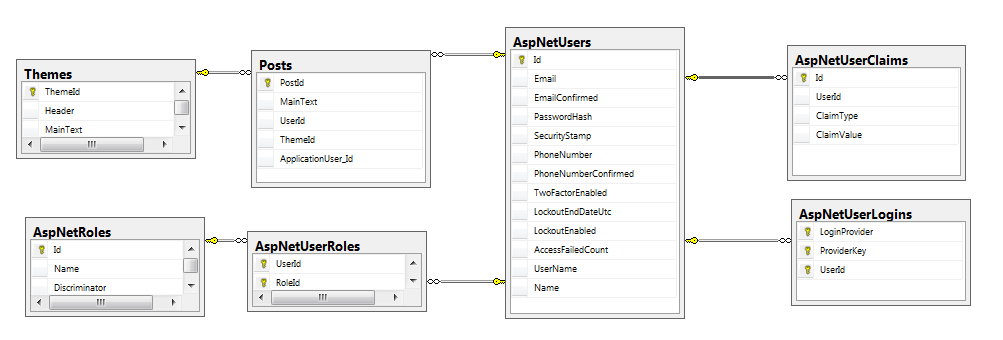 Themes
ThemeId
Header
MainText
Posts
PostId
MainText
UserId
ThemeId
ApplicationUser_Id
AspNetUsers
Id
Email
EmailConfirmed
PasswordHash
SecurityStamp
PhoneNumber
PhoneNumberConfirmed
TwoFactorEnabled
LockoutEndDateUtc
LockoutEnabled
AccessFailedCount
UserName
Name
AspNetUserClaims
Id
UserId
ClaimType
ClaimValue
AspNetRoles
Id
Name
Discriminator
AspNetUserRoles
UserId
RoleId
AspNetUserLogins
LoginProvider
ProviderKey
UserId